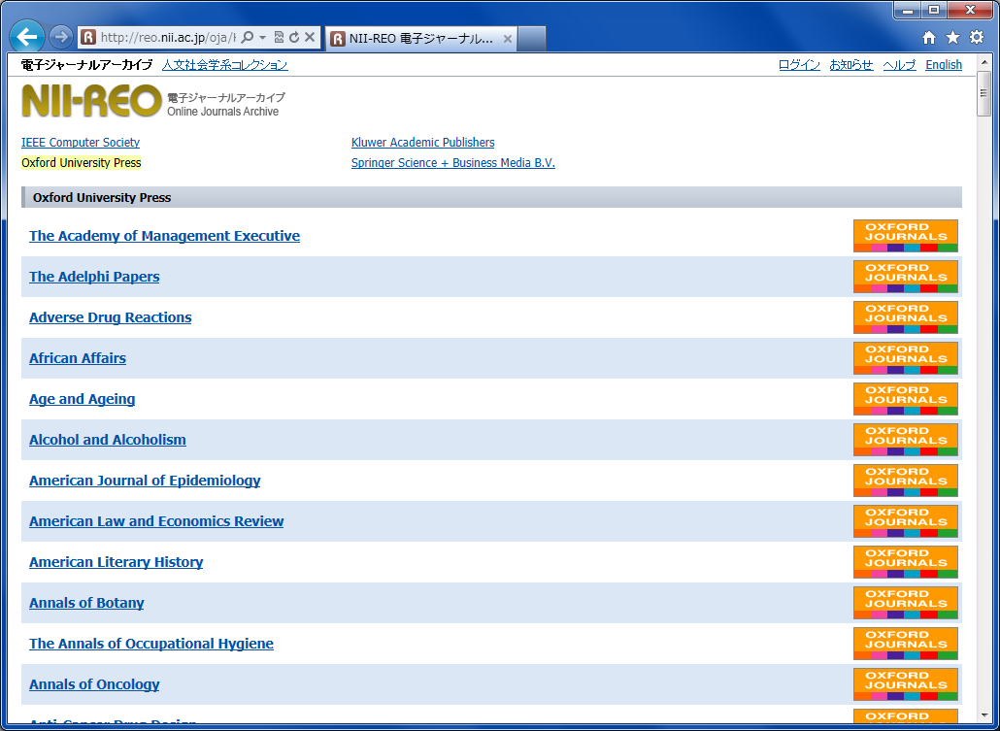 http://reo.nii.ac.jp/oja/
NII-REO 電子ジャーナル...
電子ジャーナルアーカイブ 人文社会学系コレクション ログイン お知らせ ヘルプ English
NII-REO 電子ジャーナルアーカイブ
Online Journals Archive
IEEE Computer Society Kluwer Academic Publishers
Oxford University Press Springer Science + Business Media B.V.
Oxford University Press
The Academy of Management Executive OXFORD JOURNALS
The Adelphi Papers OXFORD JOURNALS
Adverse Drug Reactions OXFORD JOURNALS
African Affairs OXFORD JOURNALS
Age and Ageing OXFORD JOURNALS
Alcohol and Alcoholism OXFORD JOURNALS
American Journal of Epidemiology OXFORD JOURNALS
American Law and Economics Review OXFORD JOURNALS
American Literary History OXFORD JOURNALS
Annals of Botany OXFORD JOURNALS
The Annals of Occupational Hygiene OXFORD JOURNALS
Annals of Oncology OXFORD JOURNALS
Anti-Cancer Drug Design OXFORD